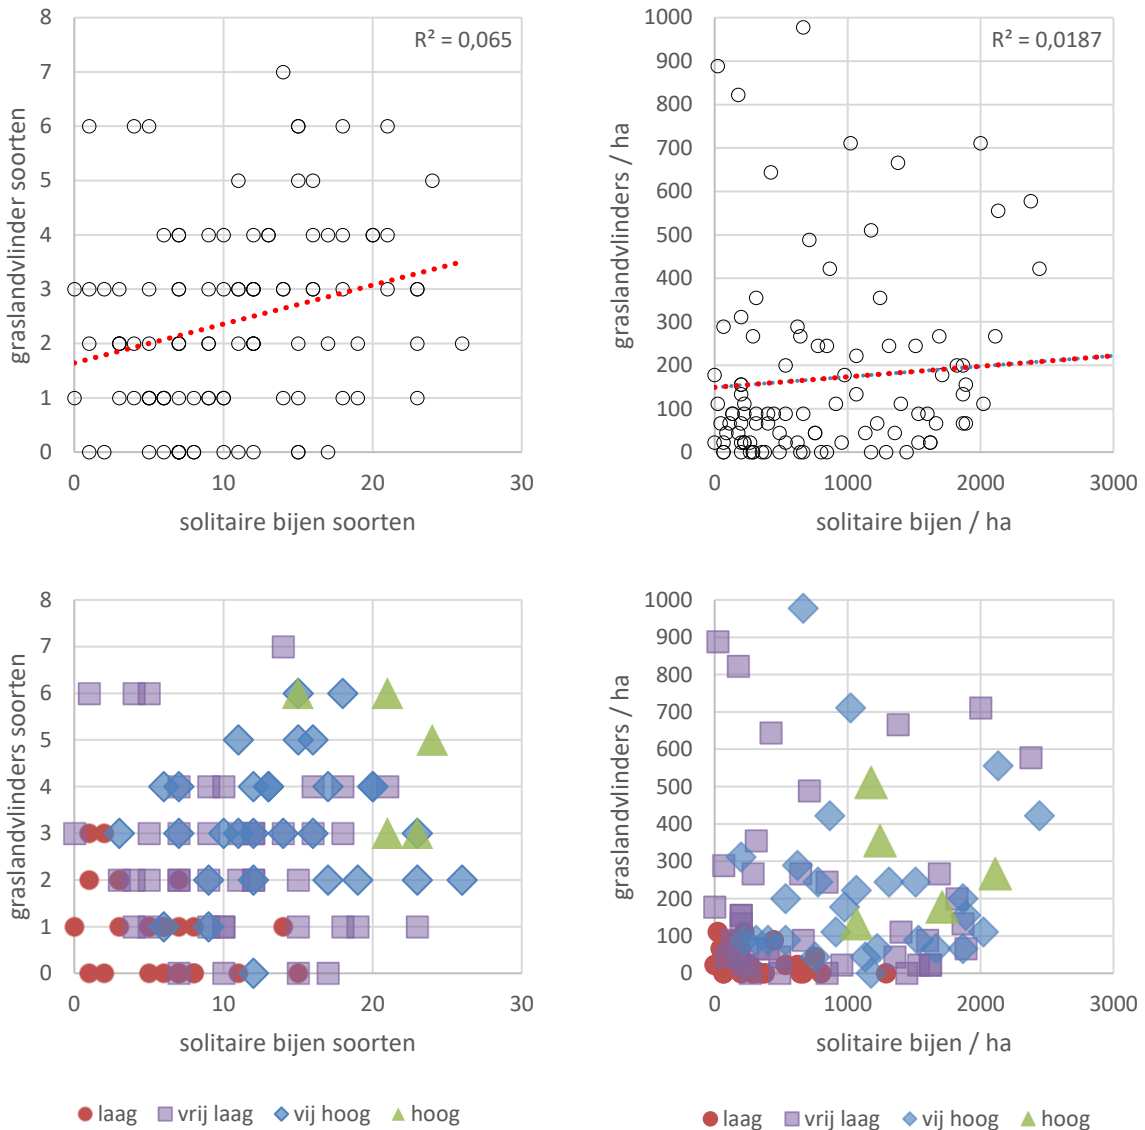 R² = 0,065
graslandvlinder soorten
8
7
6
5
4
3
2
1
0
0 10 20 30
solitaire bijen soorten
R² = 0,0187
graslandvlinders / ha
1000
900
800
700
600
500
400
300
200
100
0
0 1000 2000 3000
solitaire bijen / ha
graslandvlinders soorten
8
7
6
5
4
3
2
1
0
0 10 20 30
solitaire bijen soorten
laag vrij laag vij hoog hoog
graslandvlinders / ha
1000
900
800
700
600
500
400
300
200
100
0
0 1000 2000 3000
solitaire bijen / ha
laag vrij laag vij hoog hoog